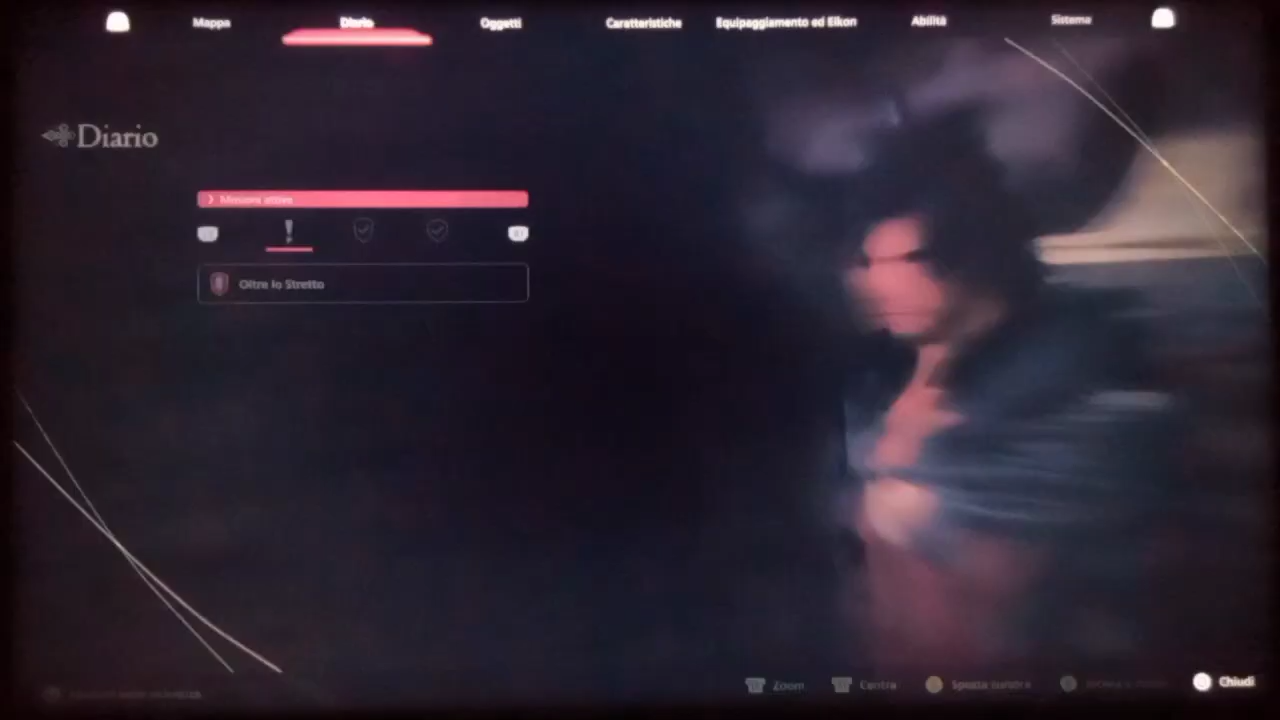 Mappa
Diario
Oggetti
Caratteristiche
Equipaggiamento ed Eikon
Abilità
Sistema
Diario
Missioni attive
Oltre lo Stretto
Zoom
Centra
Sposta
Chiudi